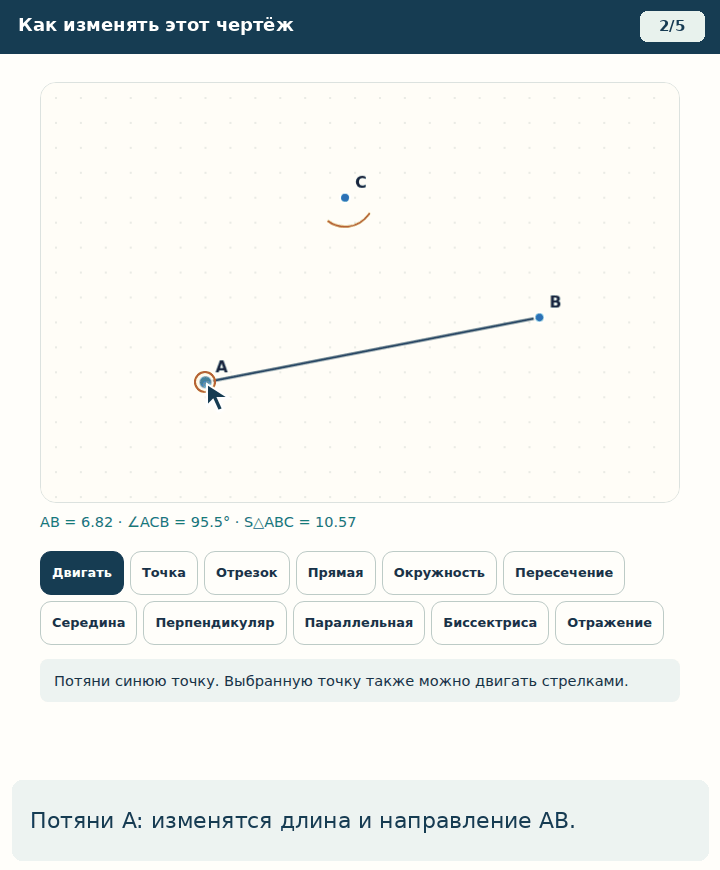 Как изменять этот чертёж
2/5
C
B
A
AB = 6.82 · ∠ACB = 95.5° · S△ABC = 10.57
Двигать Точка Отрезок Прямая Окружность Пересечение
Середина Перпендикуляр Параллельная Биссектриса Отражение
Потяни синюю точку. Выбранную точку также можно двигать стрелками.
Потяни A: изменятся длина и направление AB.